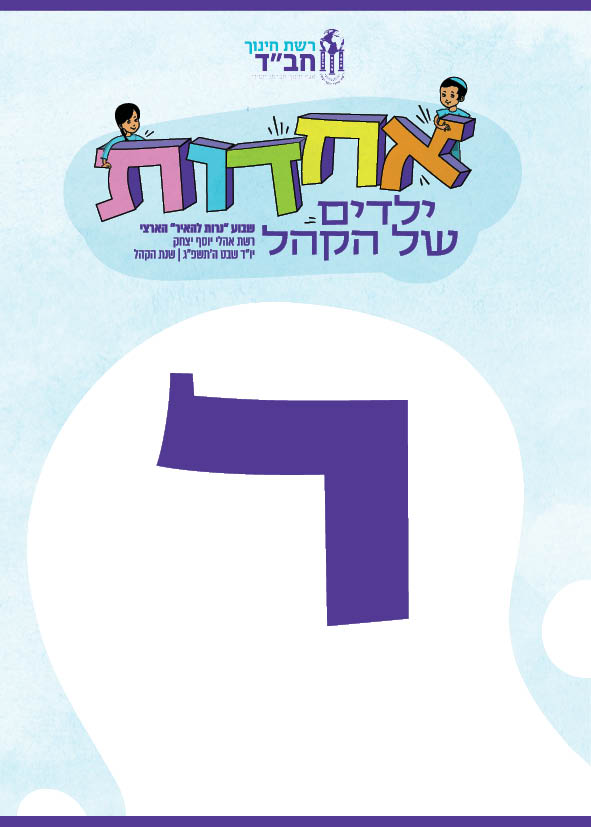 רשת חינוך
חב"ד
אחדות
ילדים
של הקהל
שבוע "נרות להאיר" הארצי
רשת אהלי יוסף יצחק
יו"ד שבט ה'תשפ"ג | שנת הקהל
ר